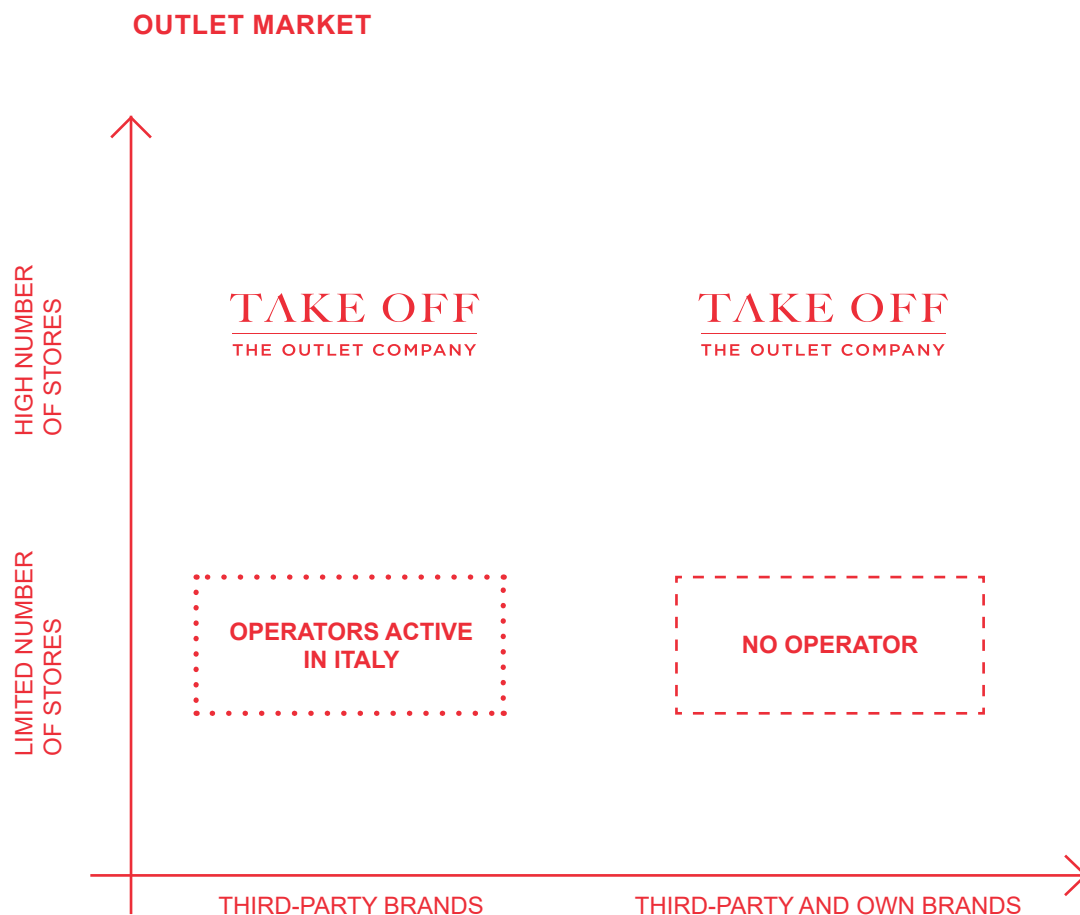 OUTLET MARKET
HIGH NUMBER
OF STORES
TAKE OFF
THE OUTLET COMPANY
TAKE OFF
THE OUTLET COMPANY
LIMITED NUMBER
OF STORES
OPERATORS ACTIVE
IN ITALY
NO OPERATOR
THIRD-PARTY BRANDS
THIRD-PARTY AND OWN BRANDS